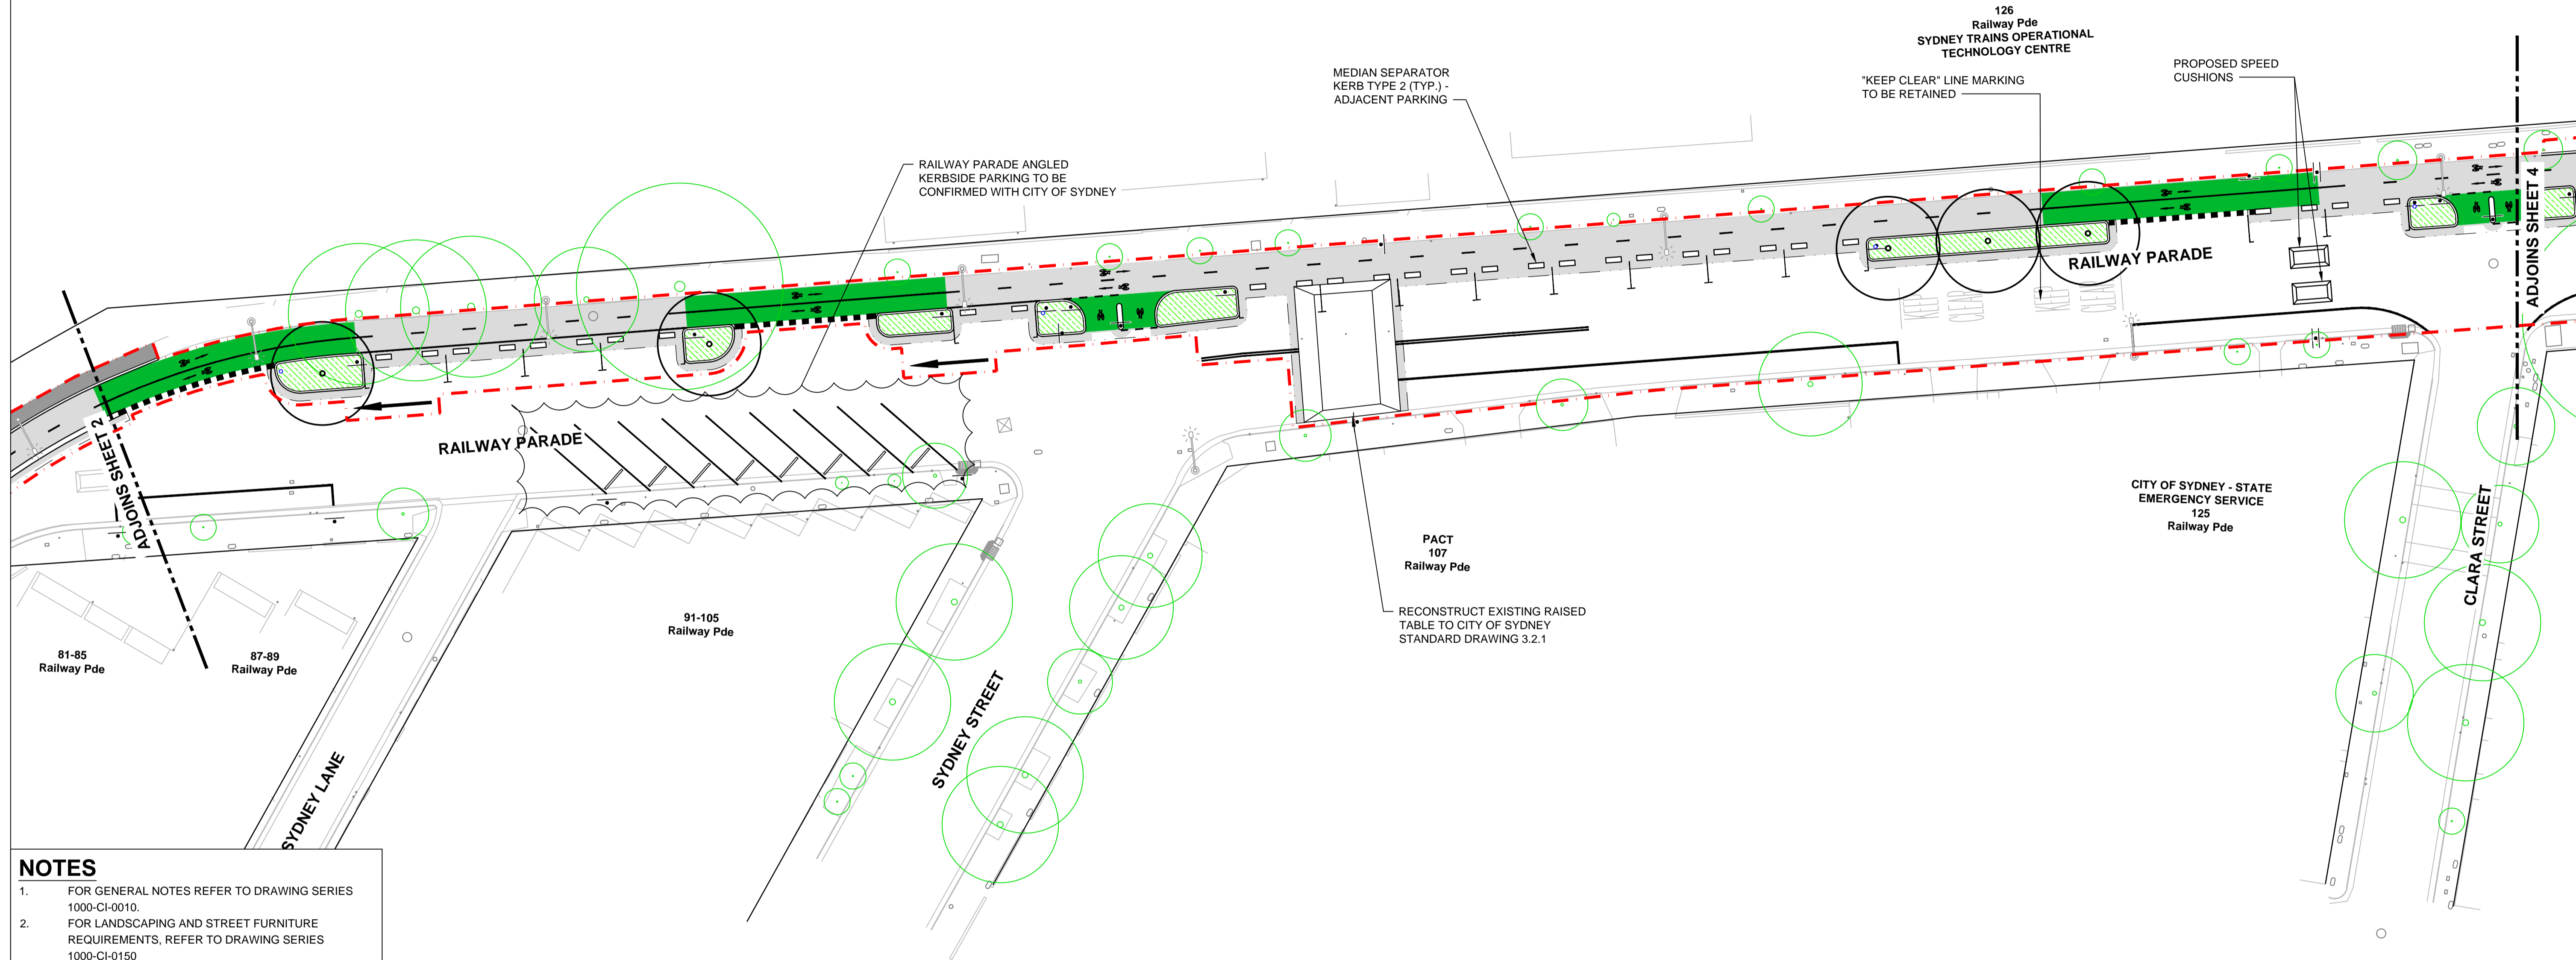 126
Railway Pde
SYDNEY TRAINS OPERATIONAL
TECHNOLOGY CENTRE
MEDIAN SEPARATOR
KERB TYPE 2 (TYP.) -
ADJACENT PARKING
"KEEP CLEAR" LINE MARKING
TO BE RETAINED
PROPOSED SPEED
CUSHIONS
RAILWAY PARADE ANGLED
KERBSIDE PARKING TO BE
CONFIRMED WITH CITY OF SYDNEY
ADJOINS SHEET 4
RAILWAY PARADE
RAILWAY PARADE
ADJOINS SHEET 2
CITY OF SYDNEY - STATE
EMERGENCY SERVICE
125
Railway Pde
CLARA STREET
PACT
107
Railway Pde
RECONSTRUCT EXISTING RAISED
TABLE TO CITY OF SYDNEY
STANDARD DRAWING 3.2.1
91-105
Railway Pde
81-85
Railway Pde
87-89
Railway Pde
SYDNEY STREET
SYDNEY LANE
NOTES
1. FOR GENERAL NOTES REFER TO DRAWING SERIES
1000-CI-0010.
2. FOR LANDSCAPING AND STREET FURNITURE
REQUIREMENTS, REFER TO DRAWING SERIES
1000-CI-0150